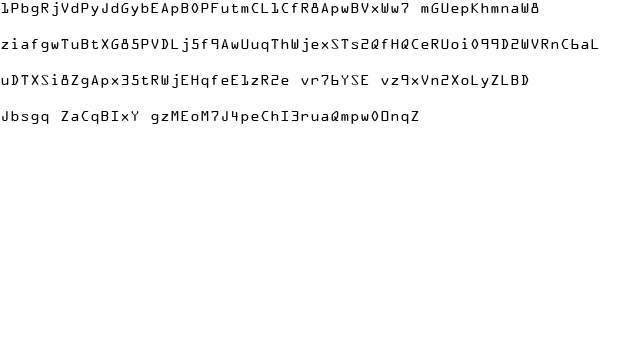 1PbgRjVdPyJdGybEApB0PFutmCL1CfR8ApwBVxWw7 mGUepKhmnaW8
ziafgwTuBtXG85PVDLj5f9AwUuqThWjexSTs2QfHQCeRUoi099D2WVRnC6aL
uDTXSi8ZgApx35tRWjEHqfeE1zR2e vr76YSE vz9xVn2XoLyZLBD
Jbsgq ZaCqBIxY gzMEoM7J4peChI3ruaQmpw0OnqZ